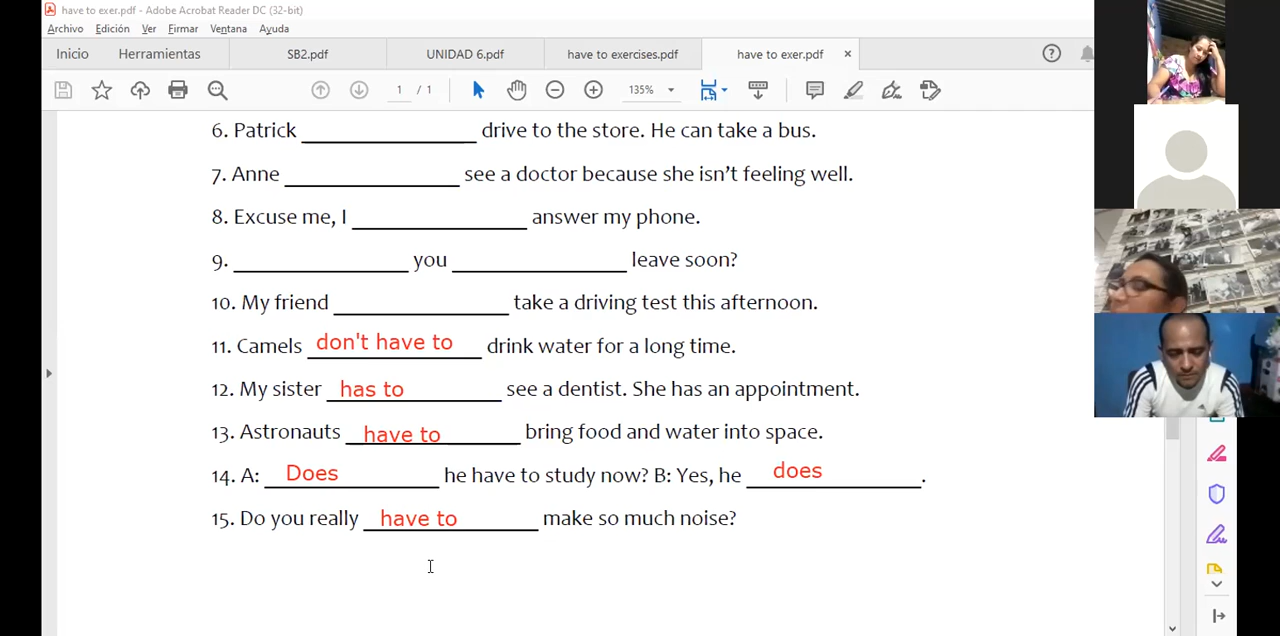 have to exer.pdf - Adobe Acrobat Reader DC (32-bit)
Archivo Edición Ver Firmar Ventana Ayuda
Inicio Herramientas SB2.pdf UNIDAD 6.pdf have to exercises.pdf have to exer.pdf ×
1 / 1 135%
6. Patrick ________________ drive to the store. He can take a bus.
7. Anne ________________ see a doctor because she isn't feeling well.
8. Excuse me, I ________________ answer my phone.
9. ________________ you ________________ leave soon?
10. My friend ________________ take a driving test this afternoon.
11. Camels don't have to drink water for a long time.
12. My sister has to see a dentist. She has an appointment.
13. Astronauts have to bring food and water into space.
14. A: Does he have to study now? B: Yes, he does.
15. Do you really have to make so much noise?